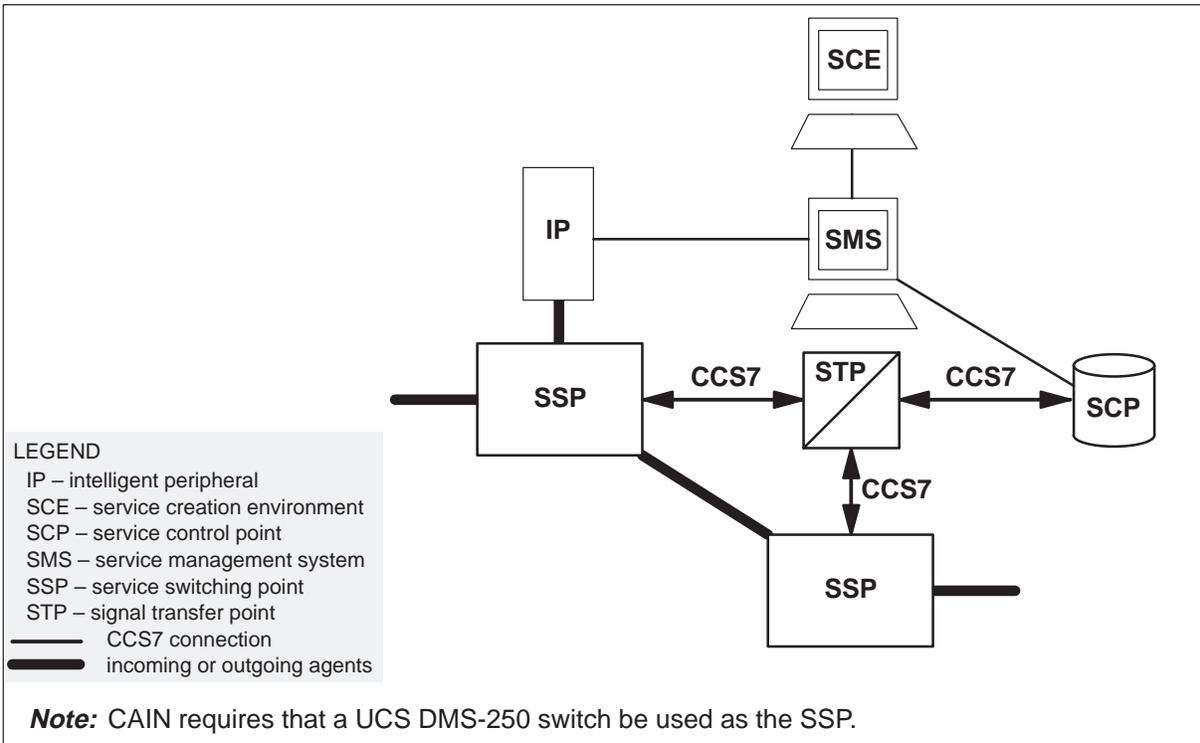 SCE
IP
SMS
SSP
CCS7
STP
CCS7
SCP
CCS7
SSP
LEGEND
IP – intelligent peripheral
SCE – service creation environment
SCP – service control point
SMS – service management system
SSP – service switching point
STP – signal transfer point
CCS7 connection
incoming or outgoing agents
Note: CAIN requires that a UCS DMS-250 switch be used as the SSP.